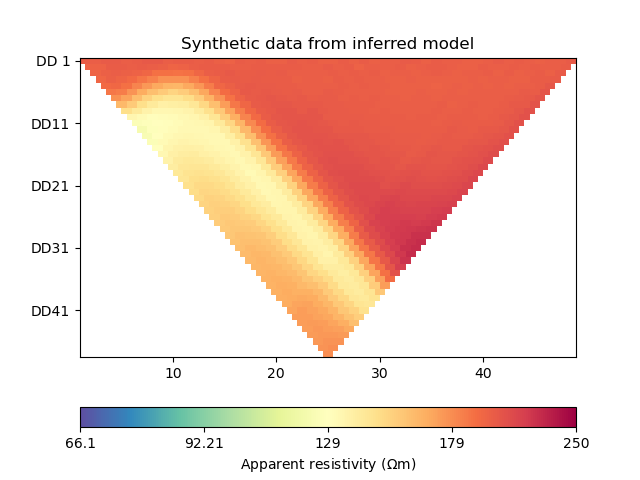 Synthetic data from inferred model
DD 1
DD11
DD21
DD31
DD41
10 20 30 40
66.1 92.21 129 179 250
Apparent resistivity (Ωm)